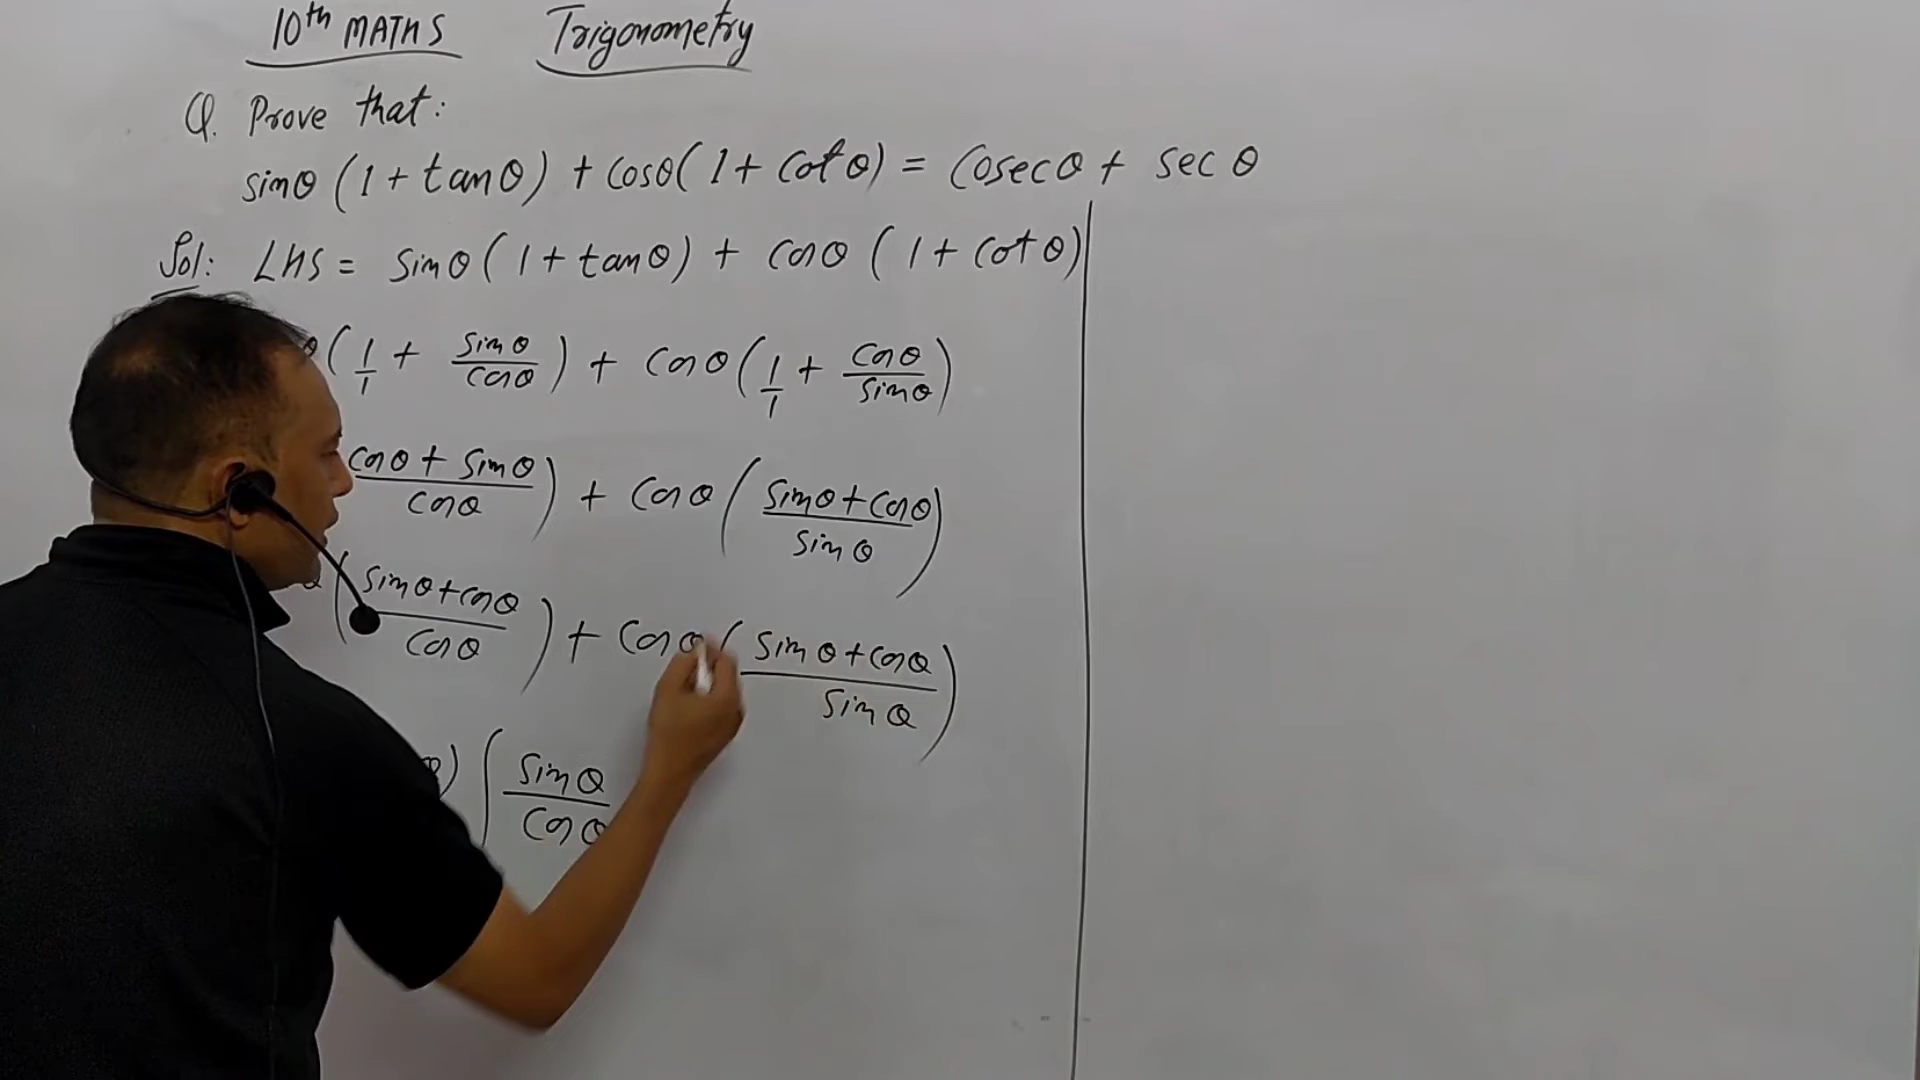 10th MATHS Trigonometry
Q. Prove that:
sinθ (1 + tanθ) + cosθ (1 + cotθ) = cosecθ + secθ
Sol: LHS = sinθ (1 + tanθ) + cosθ (1 + cotθ)
θ (1/1 + sinθ/cosθ) + cosθ (1/1 + cosθ/sinθ)
cosθ + sinθ/cosθ) + cosθ (sinθ + cosθ/sinθ)
θ (sinθ + cosθ/cosθ) + cosθ (sinθ + cosθ/sinθ)
θ) (sinθ/cosθ